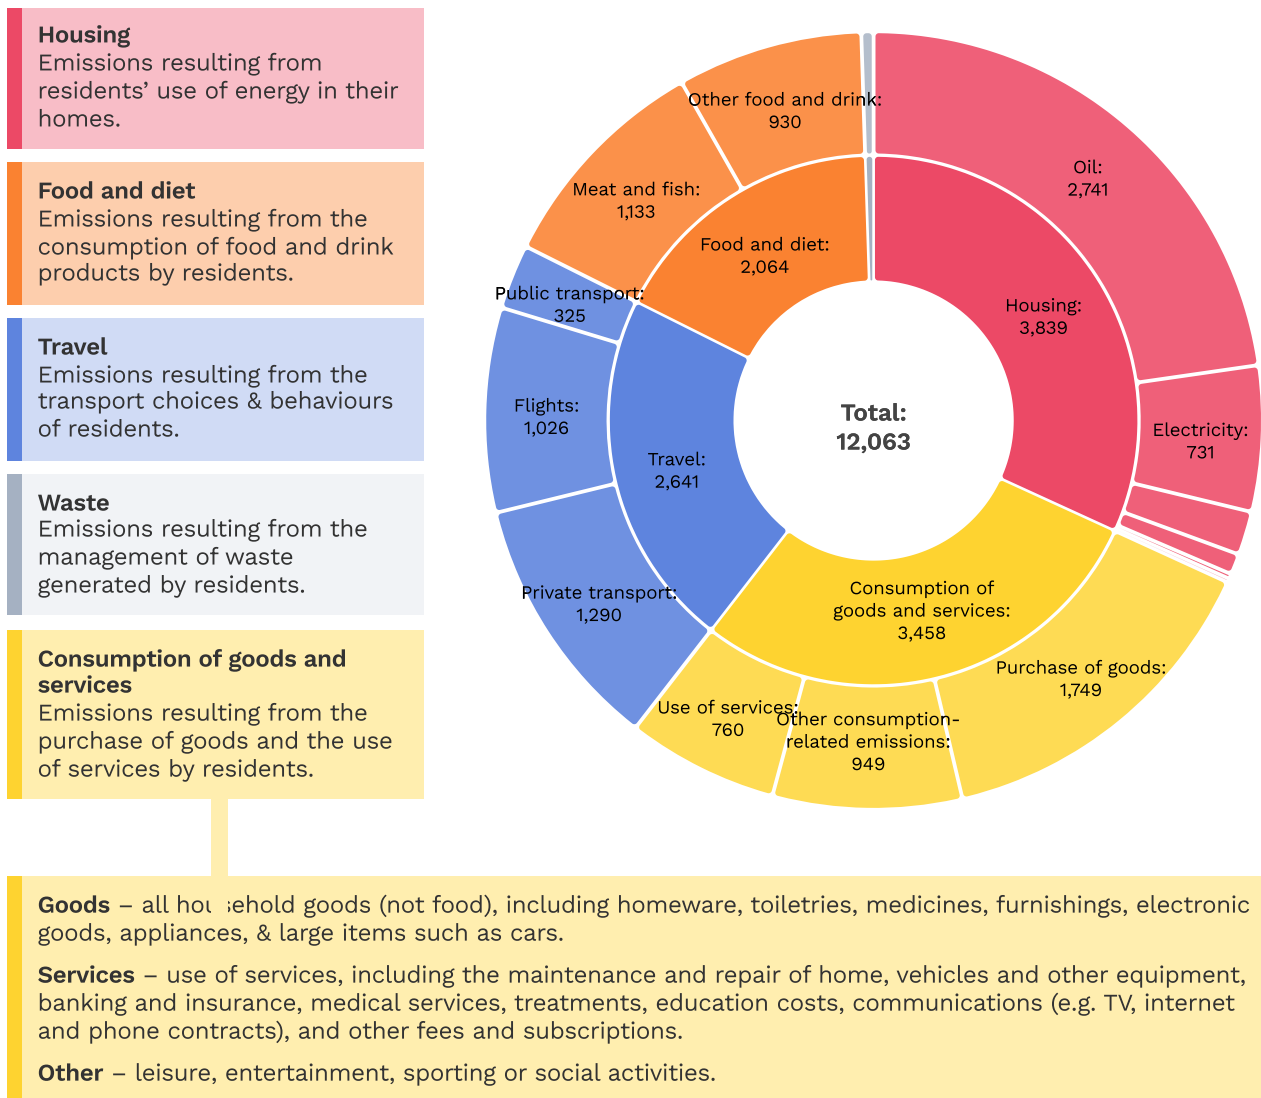 Housing
Emissions resulting from
residents’ use of energy in their
homes.
Food and diet
Emissions resulting from the
consumption of food and drink
products by residents.
Travel
Emissions resulting from the
transport choices & behaviours
of residents.
Waste
Emissions resulting from the
management of waste
generated by residents.
Consumption of goods and
services
Emissions resulting from the
purchase of goods and the use
of services by residents.
Other food and drink:
930
Oil:
2,741
Meat and fish:
1,133
Food and diet:
2,064
Public transport:
325
Housing:
3,839
Flights:
1,026
Total:
12,063
Electricity:
731
Travel:
2,641
Private transport:
1,290
Consumption of
goods and services:
3,458
Purchase of goods:
1,749
Use of services:
760
Other consumption-
related emissions:
949
Goods – all household goods (not food), including homeware, toiletries, medicines, furnishings, electronic
goods, appliances, & large items such as cars.
Services – use of services, including the maintenance and repair of home, vehicles and other equipment,
banking and insurance, medical services, treatments, education costs, communications (e.g. TV, internet
and phone contracts), and other fees and subscriptions.
Other – leisure, entertainment, sporting or social activities.